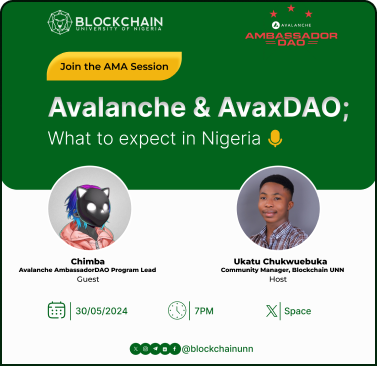 BLOCKCHAIN
UNIVERSITY OF NIGERIA
AVALANCHE
AMBASSADOR
DAO
Join the AMA Session
Avalanche & AvaxDAO;
What to expect in Nigeria
Chimba
Avalanche AmbassadorDAO Program Lead
Guest
Ukatu Chukwuebuka
Community Manager, Blockchain UNN
Host
30/05/2024
7PM
X Space
@blockchainunn